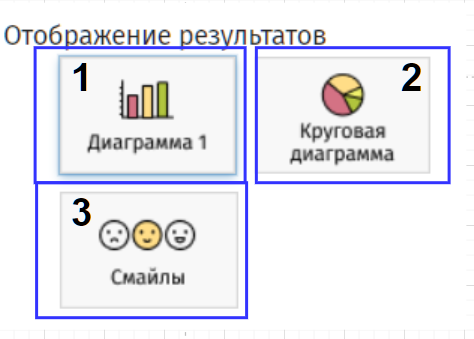 Отображение результатов
1
Диаграмма 1
2
Круговая
диаграмма
3
Смайлы